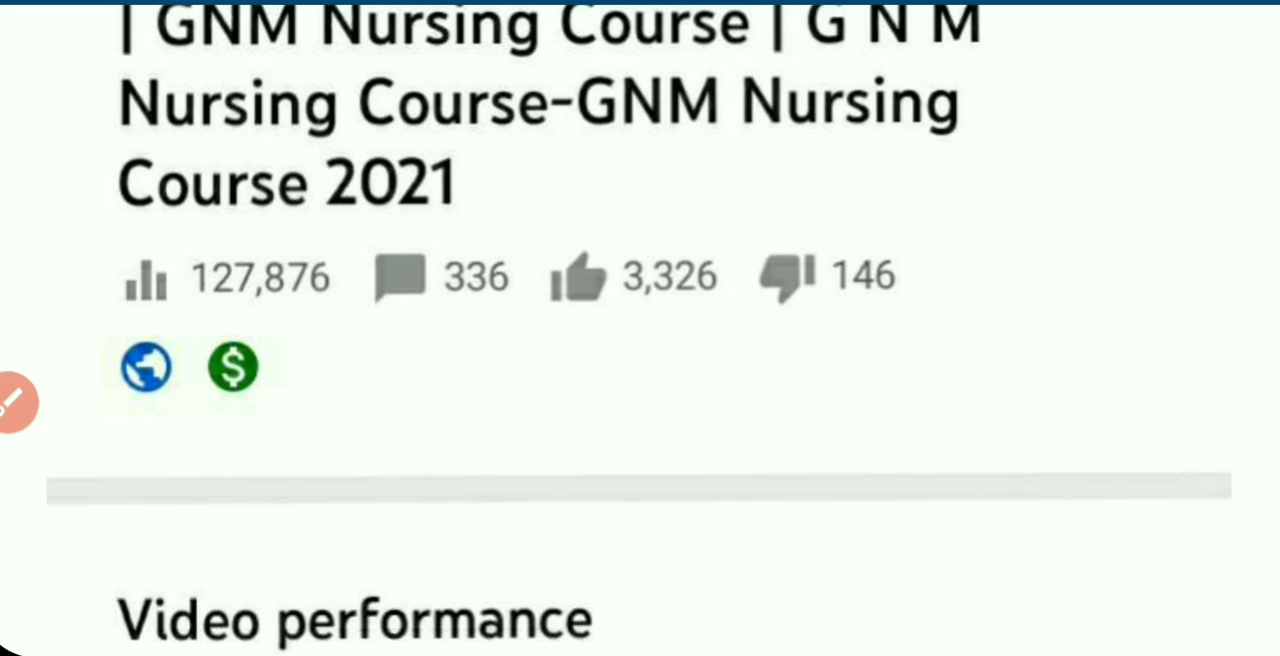 | GNM Nursing Course | G N M
Nursing Course-GNM Nursing
Course 2021
127,876 336 3,326 146
Video performance